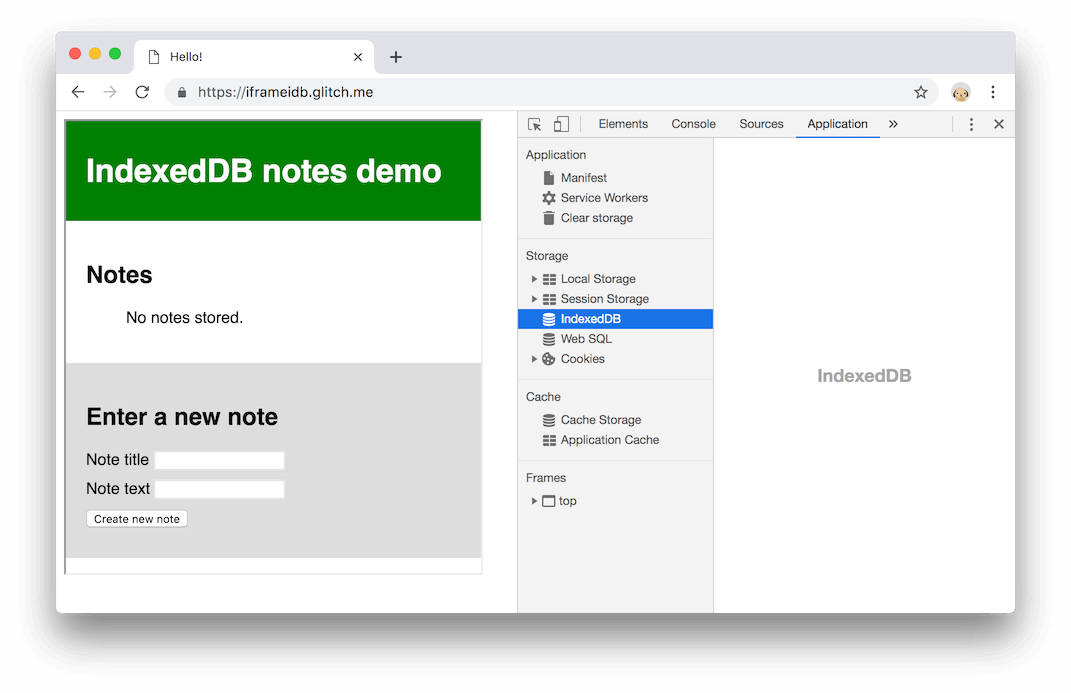 Hello!
https://iframeidb.glitch.me
IndexedDB notes demo
Notes
No notes stored.
Enter a new note
Note title
Note text
Create new note
Elements Console Sources Application »
Application
Manifest
Service Workers
Clear storage
Storage
Local Storage
Session Storage
IndexedDB
Web SQL
Cookies
Cache
Cache Storage
Application Cache
Frames
top
IndexedDB